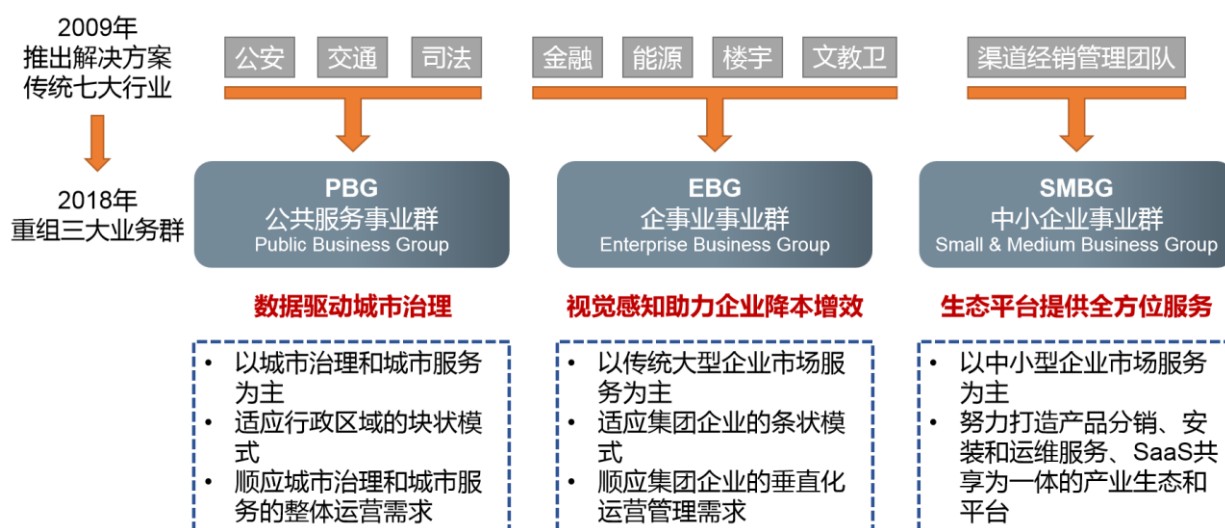 2009年
推出解决方案
传统七大行业
公安
交通
司法
金融
能源
楼宇
文教卫
渠道经销管理团队
2018年
重组三大业务群
PBG
公共服务事业群
Public Business Group
EBG
企事业事业群
Enterprise Business Group
SMBG
中小企业事业群
Small & Medium Business Group
数据驱动城市治理
视觉感知助力企业降本增效
生态平台提供全方位服务
• 以城市治理和城市服务
为主
• 适应行政区域的块状模
式
• 顺应城市治理和城市服
务的整体运营需求
• 以传统大型企业市场服
务为主
• 适应集团企业的条状模
式
• 顺应集团企业的垂直化
运营管理需求
• 以中小型企业市场服务
为主
• 努力打造产品分销、安
装和运维服务、SaaS共
享为一体的产业生态和
平台